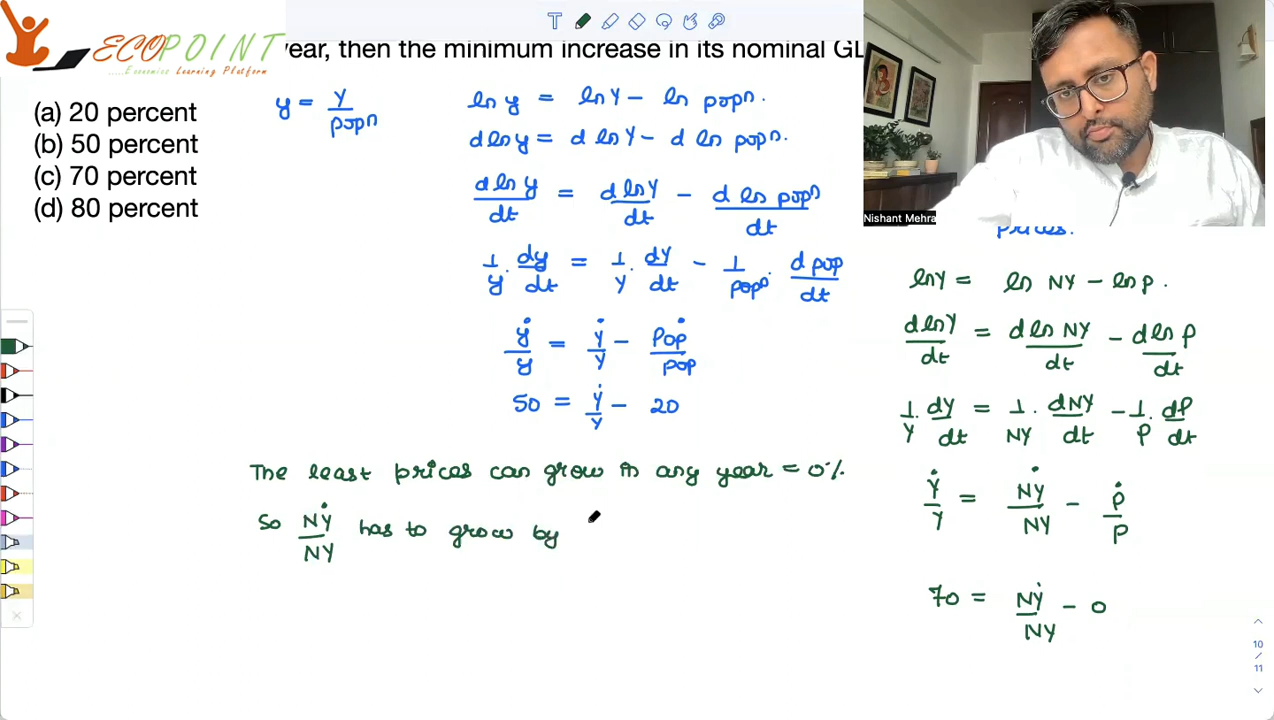 ECOPOINT
.....Economics Learning Platform
year, then the minimum increase in its nominal
(a) 20 percent
(b) 50 percent
(c) 70 percent
(d) 80 percent
y = Y / popn
ln y = ln Y − ln popn.
d ln y = d ln Y − d ln popn.
d ln y / dt = d ln Y / dt − d ln popn / dt
1/y . dy/dt = 1/Y . dY/dt − 1/popn . d pop/dt
ẏ/y = Ẏ/Y − Pop̊/pop
50 = Ẏ/Y − 20
The least prices can grow in any year = 0%
So NẎ/NY has to grow by
Nishant Mehra
prices.
ln Y = ln NY − ln P.
d ln Y / dt = d ln NY / dt − d ln P / dt
1/Y . dY/dt = 1/NY . dNY/dt − 1/P . dP/dt
Ẏ/Y = NẎ/NY − Ṗ/P
70 = NẎ/NY − 0
10
/
11